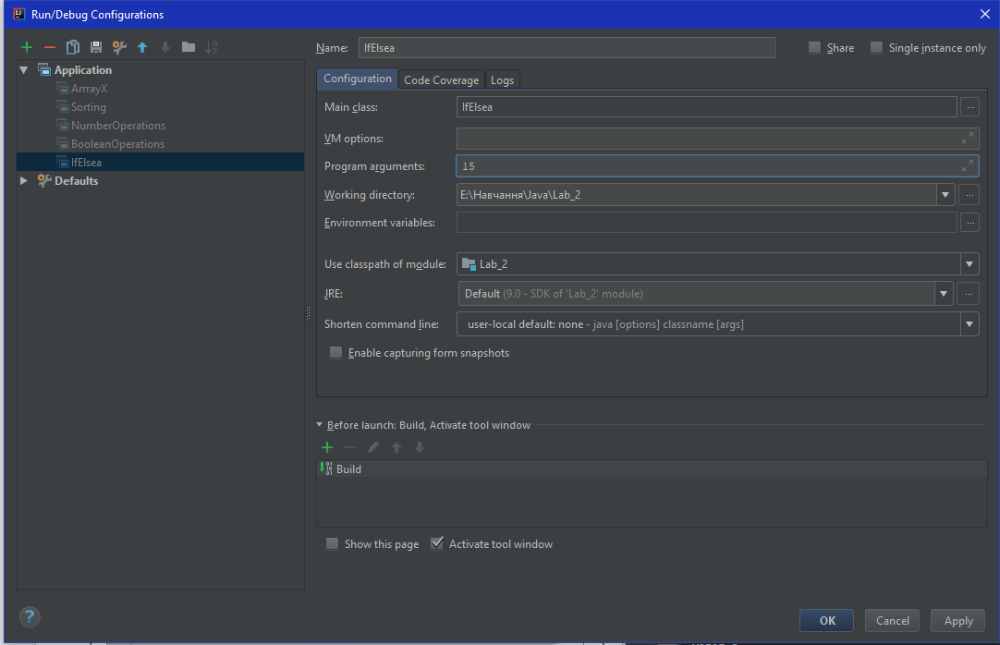 Run/Debug Configurations
Name: IfElsea Share Single instance only
Application
ArrrayX
Sorting
NumberOperations
BooleanOperations
IfElsea
Defaults
Configuration Code Coverage Logs
Main class: IfElsea ...
VM options:
Program arguments: 15
Working directory: E:\Навчання\Java\Lab_2 ...
Environment variables: ...
Use classpath of module: Lab_2
JRE: Default (9.0 - SDK of 'Lab_2' module) ...
Shorten command line: user-local default: none - java [options] classname [args]
Enable capturing form snapshots
Before launch: Build, Activate tool window
Build
Show this page Activate tool window
? OK Cancel Apply